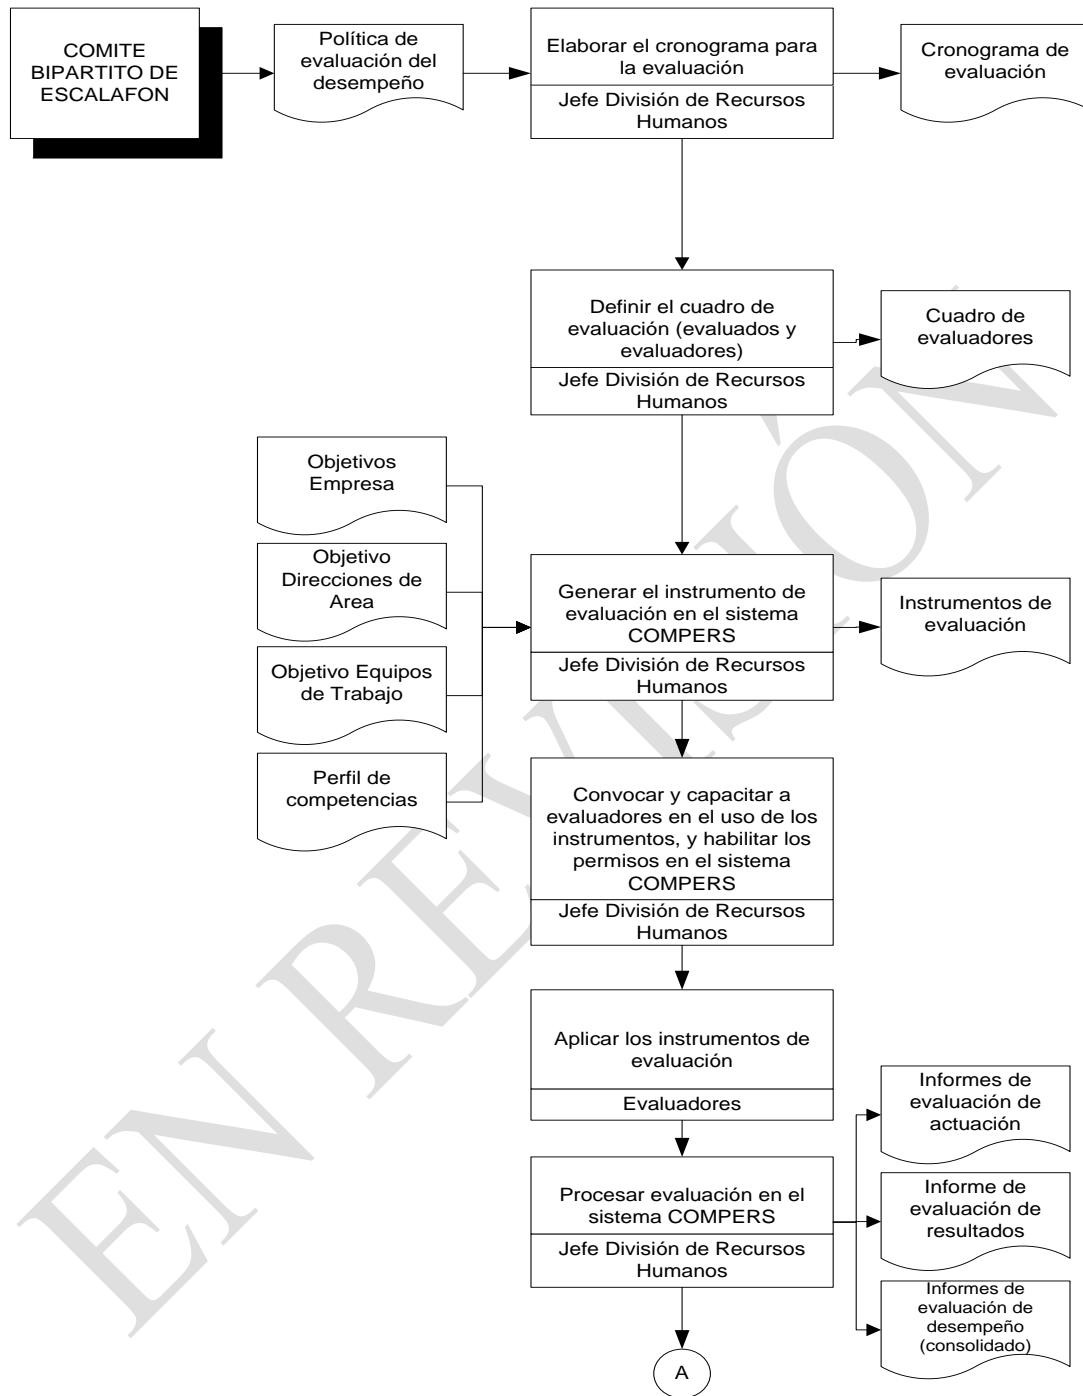 COMITE
BIPARTITO DE
ESCALAFON
Política de
evaluación del
desempeño
Elaborar el cronograma para
la evaluación
Jefe División de Recursos
Humanos
Cronograma de
evaluación
Definir el cuadro de
evaluación (evaluados y
evaluadores)
Jefe División de Recursos
Humanos
Cuadro de
evaluadores
Objetivos
Empresa
Objetivo
Direcciones de
Area
Objetivo Equipos
de Trabajo
Perfil de
competencias
Generar el instrumento de
evaluación en el sistema
COMPERS
Jefe División de Recursos
Humanos
Instrumentos de
evaluación
Convocar y capacitar a
evaluadores en el uso de los
instrumentos, y habilitar los
permisos en el sistema
COMPERS
Jefe División de Recursos
Humanos
Aplicar los instrumentos de
evaluación
Evaluadores
Procesar evaluación en el
sistema COMPERS
Jefe División de Recursos
Humanos
Informes de
evaluación de
actuación
Informe de
evaluación de
resultados
Informes de
evaluación de
desempeño
(consolidado)
A
EN REVISIÓN